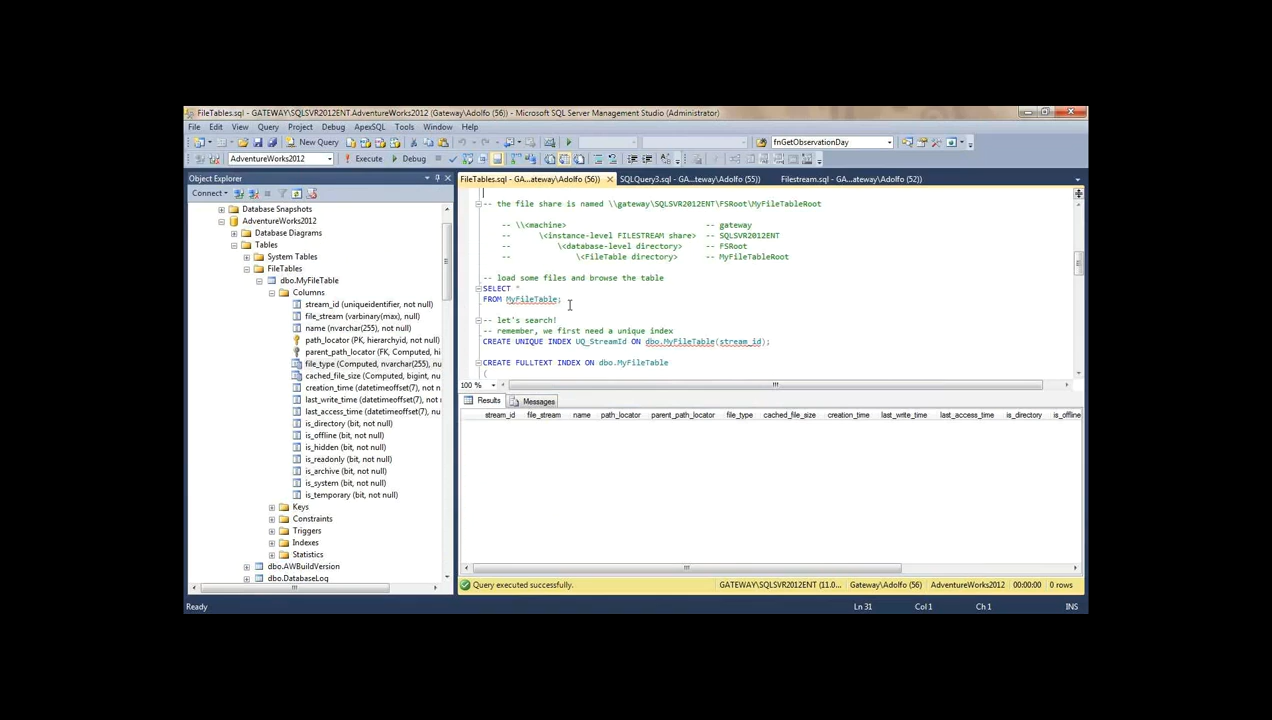 FileTables.sql - GATEWAY\SQLSVR2012ENT.AdventureWorks2012 (Gateway\Adolfo (56)) - Microsoft SQL Server Management Studio (Administrator)
File Edit View Query Project Debug ApexSQL Tools Window Help
New Query fnGetObservationDay
AdventureWorks2012 Execute Debug
Object Explorer
Connect
Database Snapshots
AdventureWorks2012
Database Diagrams
Tables
System Tables
FileTables
dbo.MyFileTable
Columns
stream_id (uniqueidentifier, not null)
file_stream (varbinary(max), null)
name (nvarchar(255), not null)
path_locator (PK, hierarchyid, not null)
parent_path_locator (FK, Computed, hi
file_type (Computed, nvarchar(255), nu
cached_file_size (Computed, bigint, null)
creation_time (datetimeoffset(7), not n
last_write_time (datetimeoffset(7), not
last_access_time (datetimeoffset(7), nu
is_directory (bit, not null)
is_offline (bit, not null)
is_hidden (bit, not null)
is_readonly (bit, not null)
is_archive (bit, not null)
is_system (bit, not null)
is_temporary (bit, not null)
Keys
Constraints
Triggers
Indexes
Statistics
dbo.AWBuildVersion
dbo.DatabaseLog
FileTables.sql - GA...ateway\Adolfo (56)) SQLQuery3.sql - GA...teway\Adolfo (55)) Filestream.sql - GA...ateway\Adolfo (52))
-- the file share is named \\gateway\SQLSVR2012ENT\FSRoot\MyFileTableRoot
-- \\<machine> -- gateway
-- \<instance-level FILESTREAM share> -- SQLSVR2012ENT
-- \<database-level directory> -- FSRoot
-- \<FileTable directory> -- MyFileTableRoot
-- load some files and browse the table
SELECT *
FROM MyFileTable;
-- let's search!
-- remember, we first need a unique index
CREATE UNIQUE INDEX UQ_StreamId ON dbo.MyFileTable(stream_id);
CREATE FULLTEXT INDEX ON dbo.MyFileTable
(
100 %
Results Messages
stream_id file_stream name path_locator parent_path_locator file_type cached_file_size creation_time last_write_time last_access_time is_directory is_offline
Query executed successfully. GATEWAY\SQLSVR2012ENT (11.0... Gateway\Adolfo (56) AdventureWorks2012 00:00:00 0 rows
Ready Ln 31 Col 1 Ch 1 INS